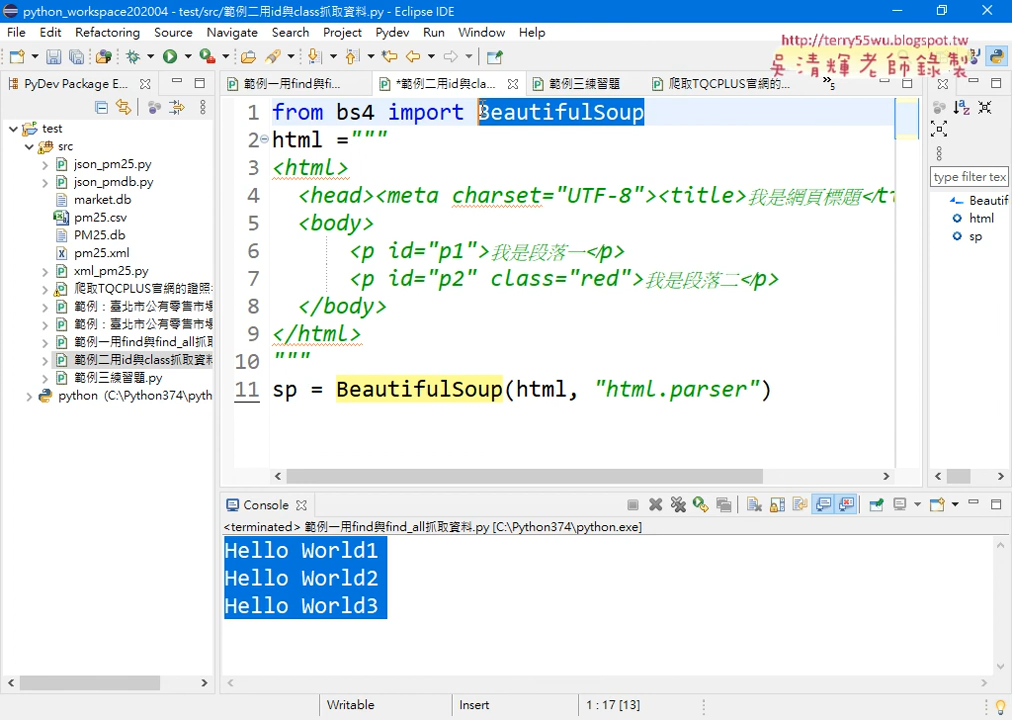 python_workspace202004 - test/src/範例二用id與class抓取資料.py - Eclipse IDE
File Edit Refactoring Source Navigate Search Project Pydev Run Window Help
http://terry55wu.blogspot.tw
吳清輝老師錄製
PyDev Package E...
範例一用find與fi...
*範例二用id與cla...
範例三練習題
爬取TQCPLUS官網的...
»5
test
src
json_pm25.py
json_pmdb.py
market.db
pm25.csv
PM25.db
pm25.xml
xml_pm25.py
爬取TQCPLUS官網的證照
範例：臺北市公有零售市場
範例：臺北市公有零售市場
範例一用find與find_all抓取
範例二用id與class抓取資料
範例三練習題.py
python (C:\Python374\pyth
1 from bs4 import BeautifulSoup
2 html ="""
3 <html>
4 <head><meta charset="UTF-8"><title>我是網頁標題</ti
5 <body>
6 <p id="p1">我是段落一</p>
7 <p id="p2" class="red">我是段落二</p>
8 </body>
9 </html>
10 """
11 sp = BeautifulSoup(html, "html.parser")
type filter tex
Beautif
html
sp
Console
<terminated> 範例一用find與find_all抓取資料.py [C:\Python374\python.exe]
Hello World1
Hello World2
Hello World3
Writable Insert 1 : 17 [13]